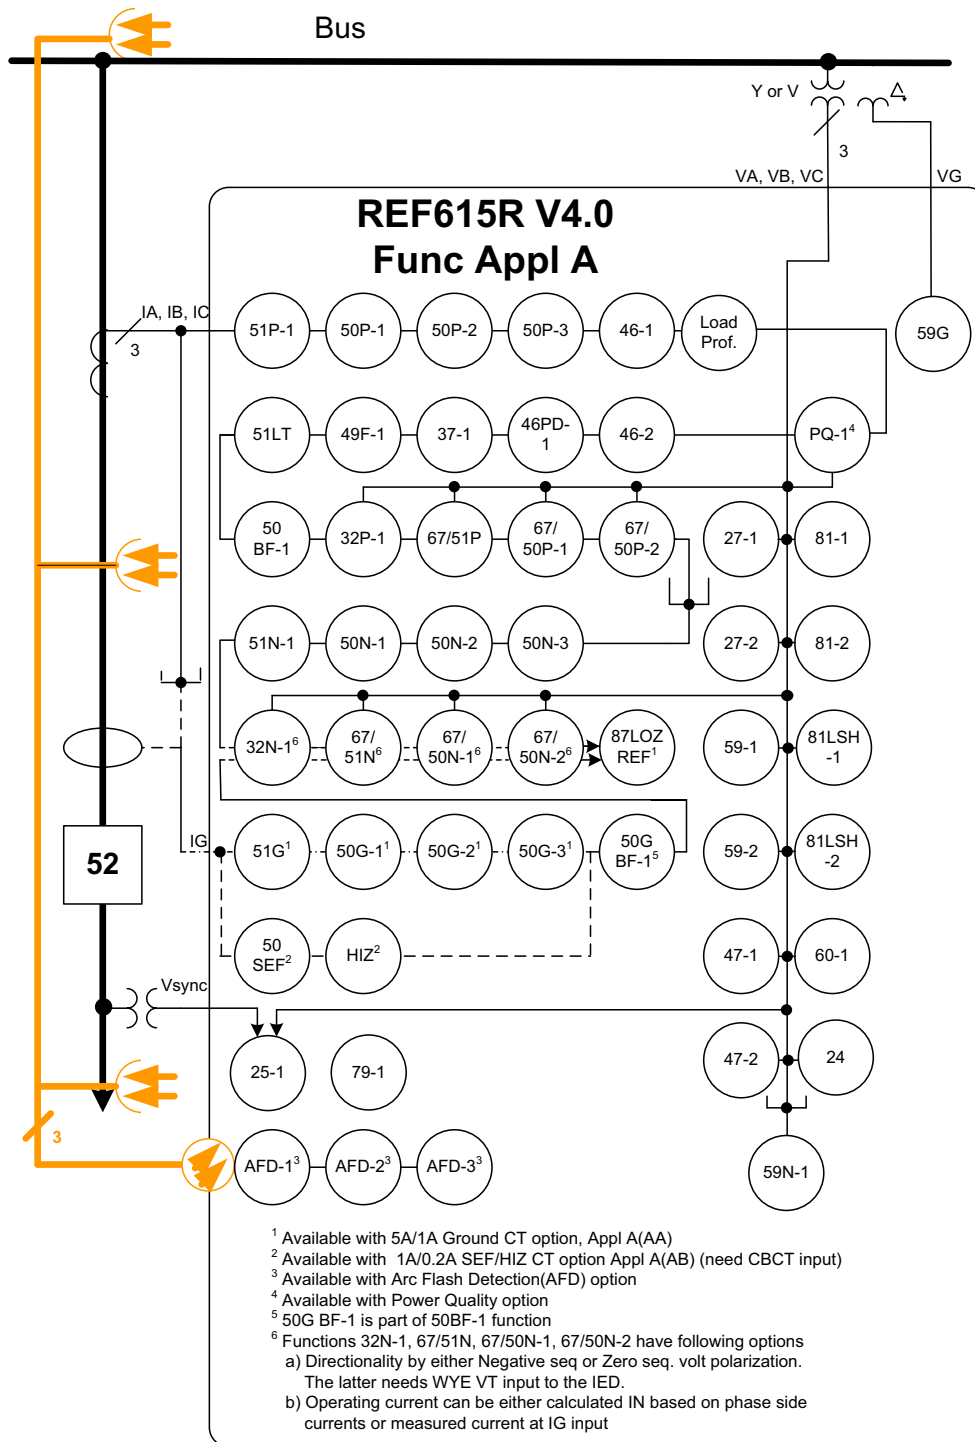 Bus
Y or V
3
VA, VB, VC
VG
REF615R V4.0
Func Appl A
IA, IB, IC
3
51P-1
50P-1
50P-2
50P-3
46-1
Load
Prof.
59G
51LT
49F-1
37-1
46PD-
1
46-2
PQ-1⁴
50
BF-1
32P-1
67/51P
67/
50P-1
67/
50P-2
27-1
81-1
51N-1
50N-1
50N-2
50N-3
27-2
81-2
32N-1⁶
67/
51N⁶
67/
50N-1⁶
67/
50N-2⁶
87LOZ
REF¹
59-1
81LSH
-1
52
IG
51G¹
50G-1¹
50G-2¹
50G-3¹
50G
BF-1⁵
59-2
81LSH
-2
50
SEF²
HIZ²
47-1
60-1
Vsync
25-1
79-1
47-2
24
3
AFD-1³
AFD-2³
AFD-3³
59N-1
¹ Available with 5A/1A Ground CT option, Appl A(AA)
² Available with 1A/0.2A SEF/HIZ CT option Appl A(AB) (need CBCT input)
³ Available with Arc Flash Detection(AFD) option
⁴ Available with Power Quality option
⁵ 50G BF-1 is part of 50BF-1 function
⁶ Functions 32N-1, 67/51N, 67/50N-1, 67/50N-2 have following options
a) Directionality by either Negative seq or Zero seq. volt polarization.
The latter needs WYE VT input to the IED.
b) Operating current can be either calculated IN based on phase side
currents or measured current at IG input